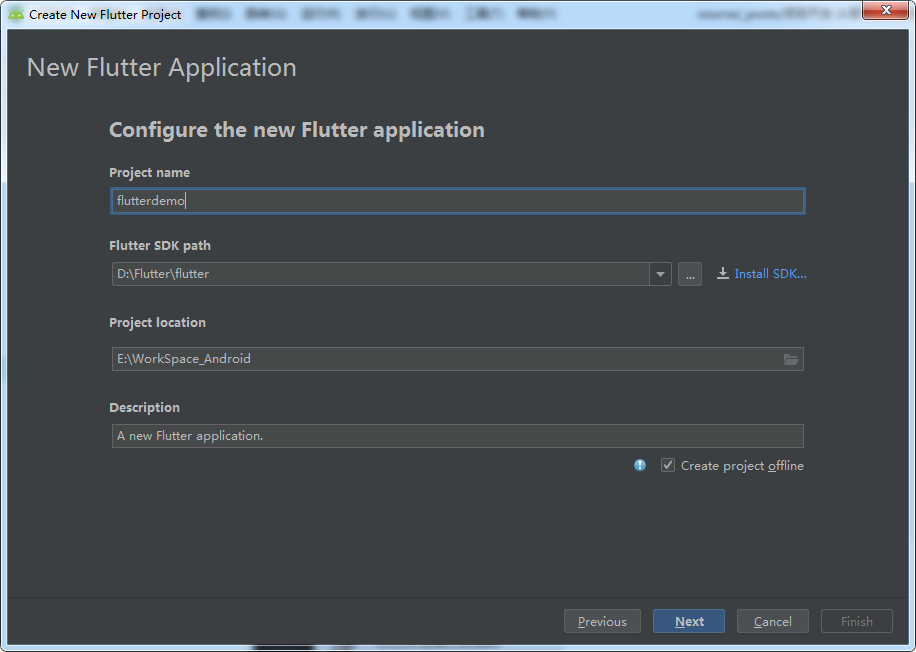 Create New Flutter Project
New Flutter Application
Configure the new Flutter application
Project name
flutterdemo
Flutter SDK path
D:\Flutter\flutter
... Install SDK...
Project location
E:\WorkSpace_Android
Description
A new Flutter application.
Create project offline
Previous Next Cancel Finish